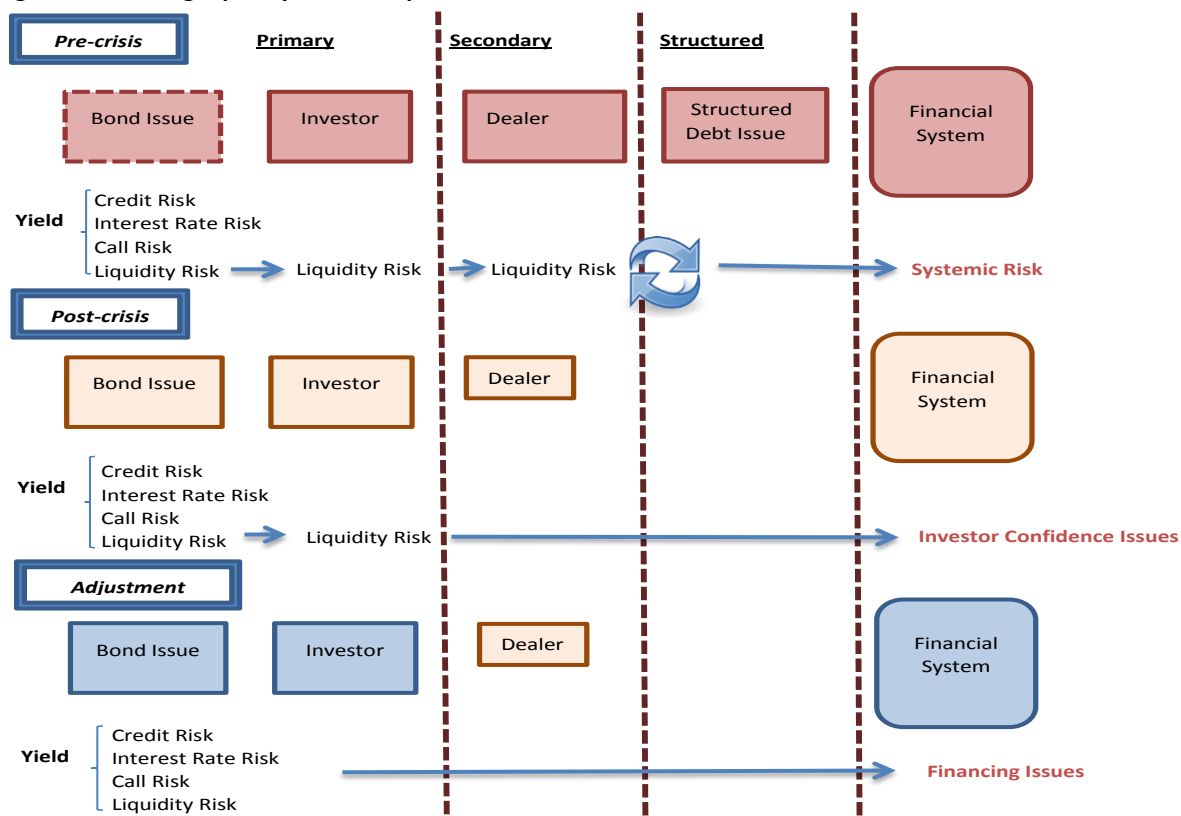 Pre-crisis
Primary
Secondary
Structured
Bond Issue
Investor
Dealer
Structured
Debt Issue
Financial
System
Yield
Credit Risk
Interest Rate Risk
Call Risk
Liquidity Risk
Liquidity Risk
Liquidity Risk
Systemic Risk
Post-crisis
Bond Issue
Investor
Dealer
Financial
System
Yield
Credit Risk
Interest Rate Risk
Call Risk
Liquidity Risk
Liquidity Risk
Investor Confidence Issues
Adjustment
Bond Issue
Investor
Dealer
Financial
System
Yield
Credit Risk
Interest Rate Risk
Call Risk
Liquidity Risk
Financing Issues